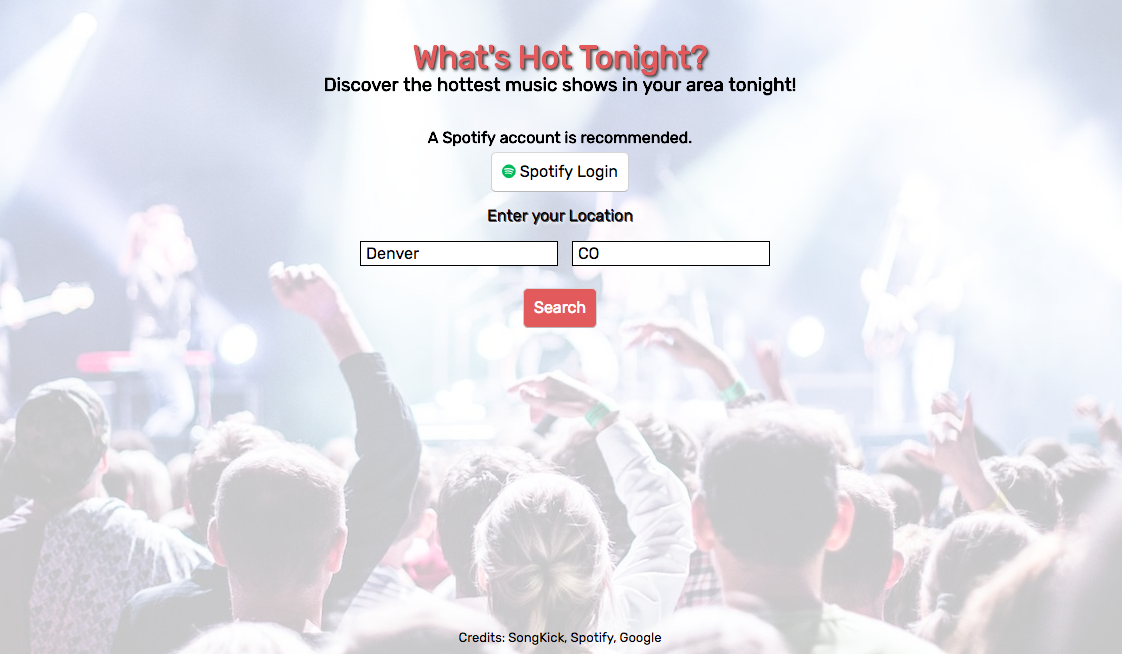 What's Hot Tonight?
Discover the hottest music shows in your area tonight!
A Spotify account is recommended.
Spotify Login
Enter your Location
Denver CO
Search
Credits: SongKick, Spotify, Google